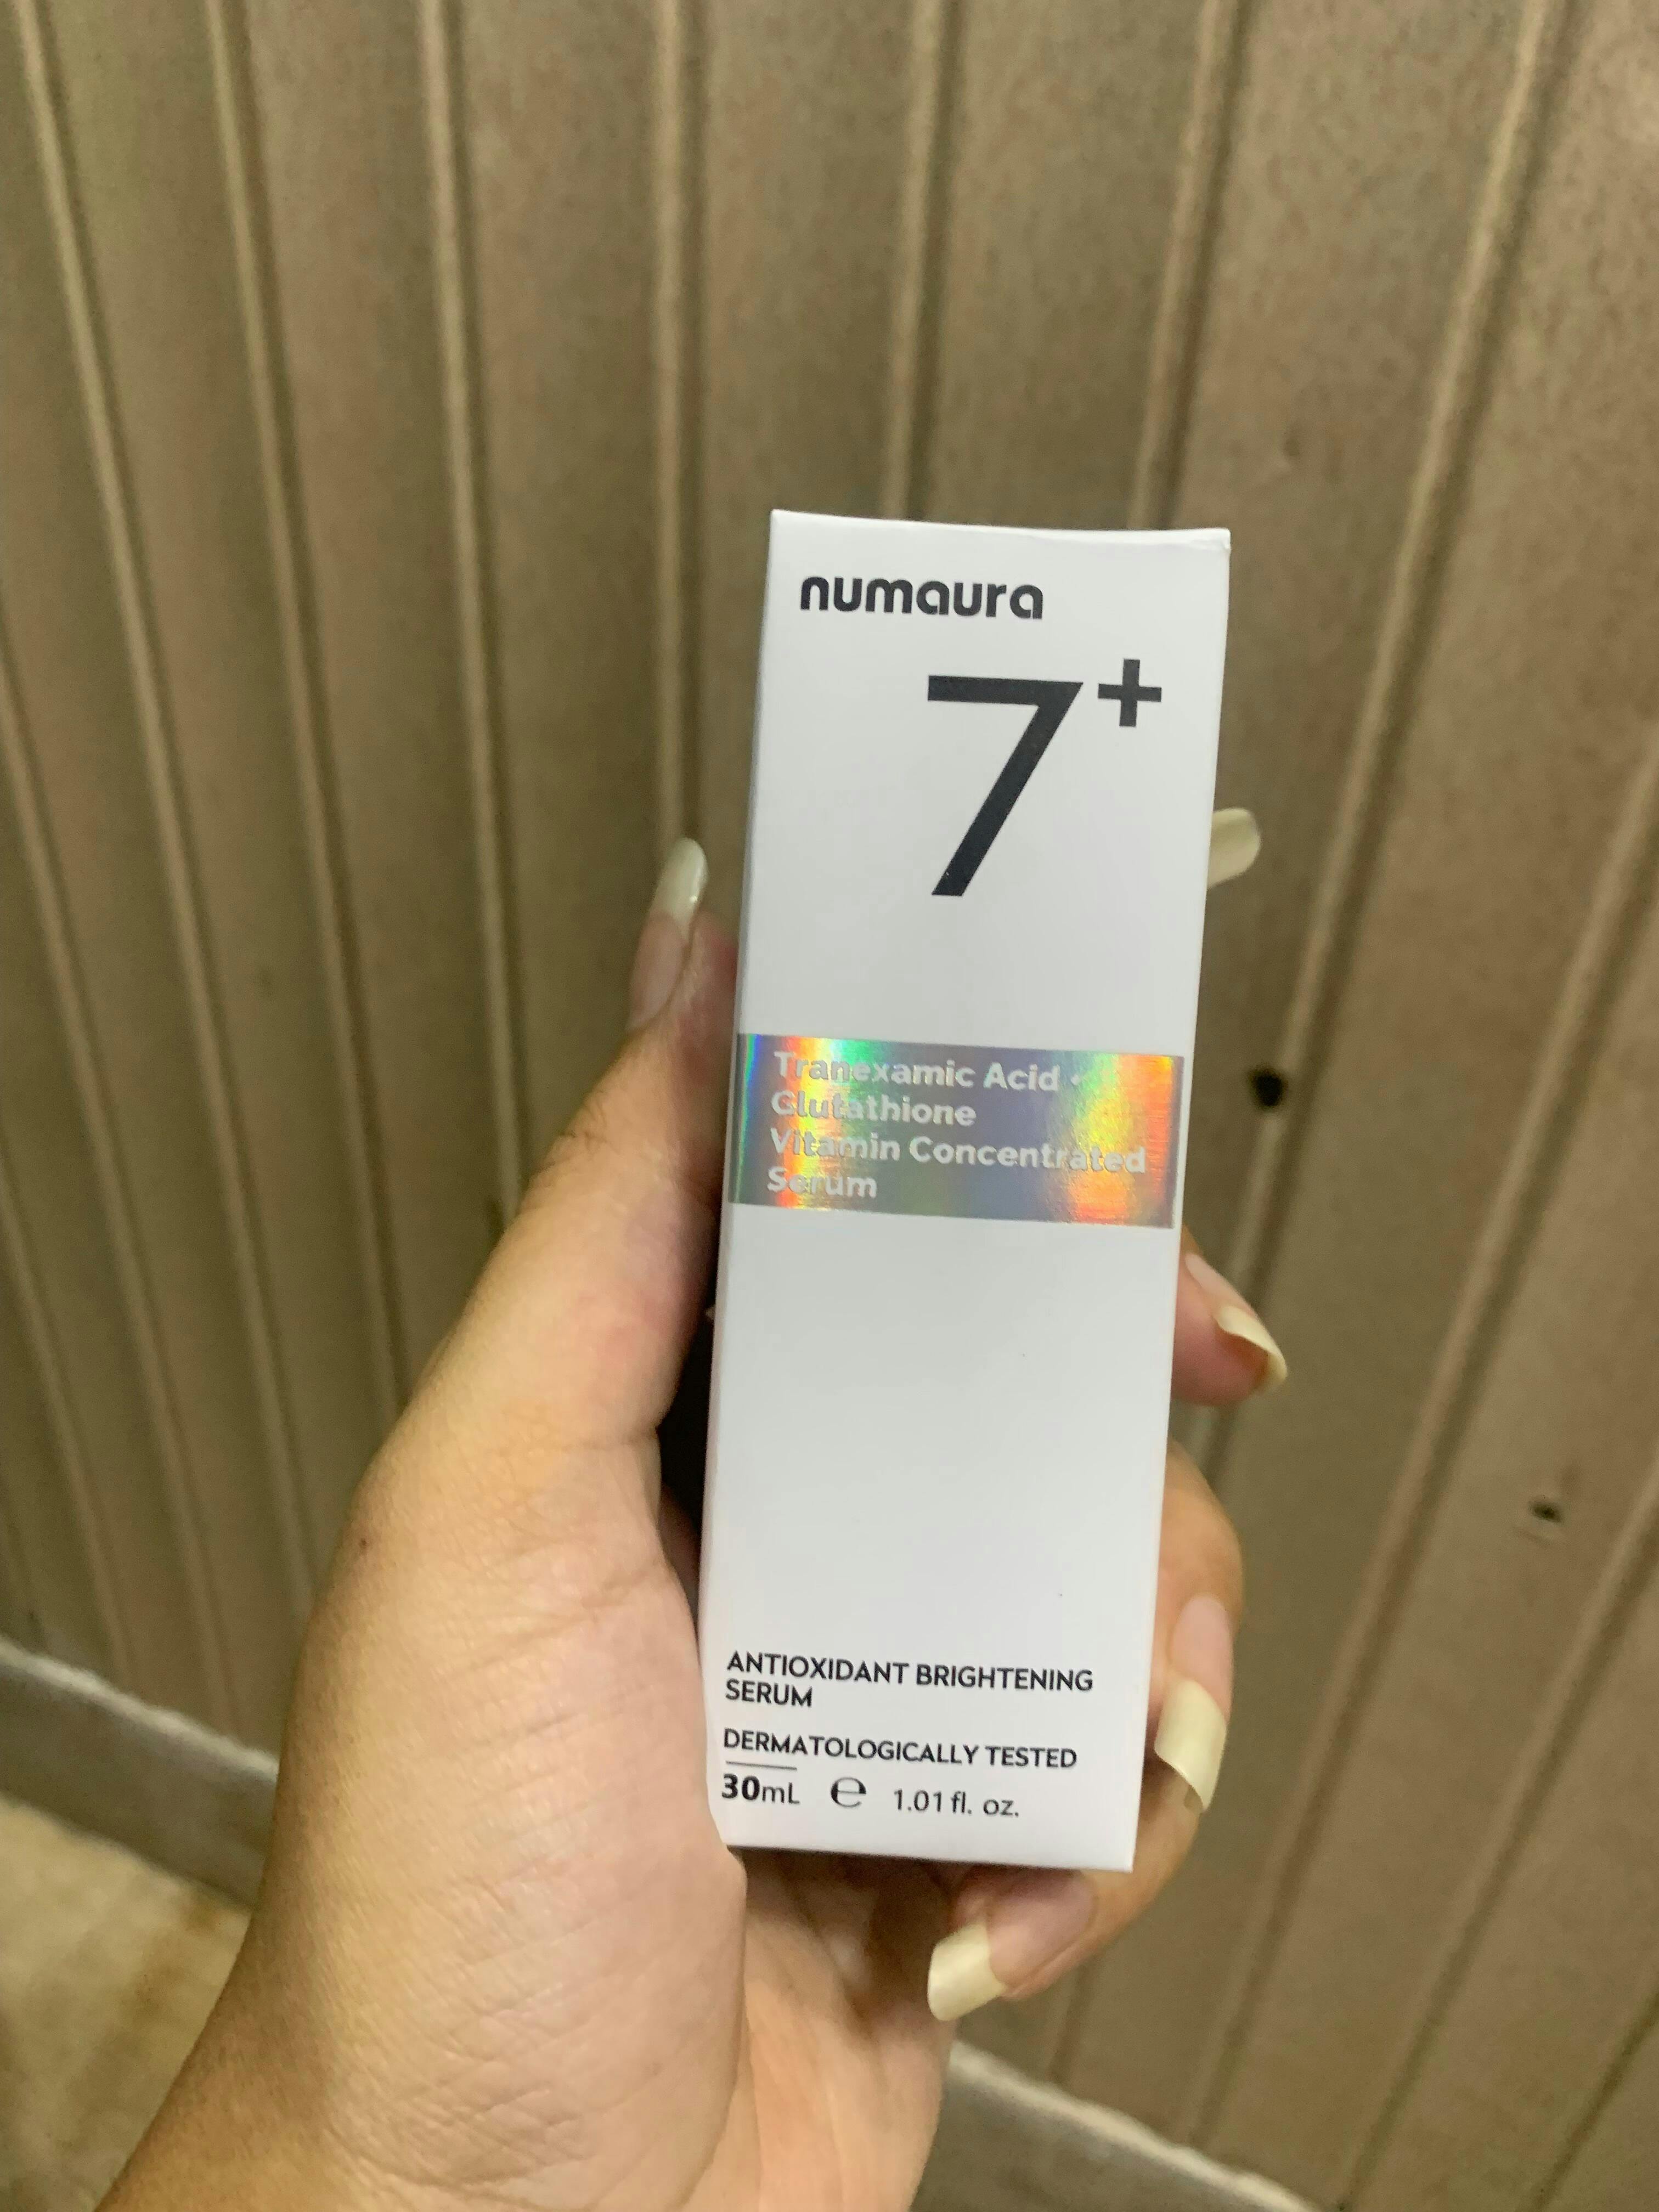 numaura
7+
Tranexamic Acid +
Glutathione
Vitamin Concentrated
Serum
ANTIOXIDANT BRIGHTENING
SERUM
DERMATOLOGICALLY TESTED
30mL ℮ 1.01 fl. oz.